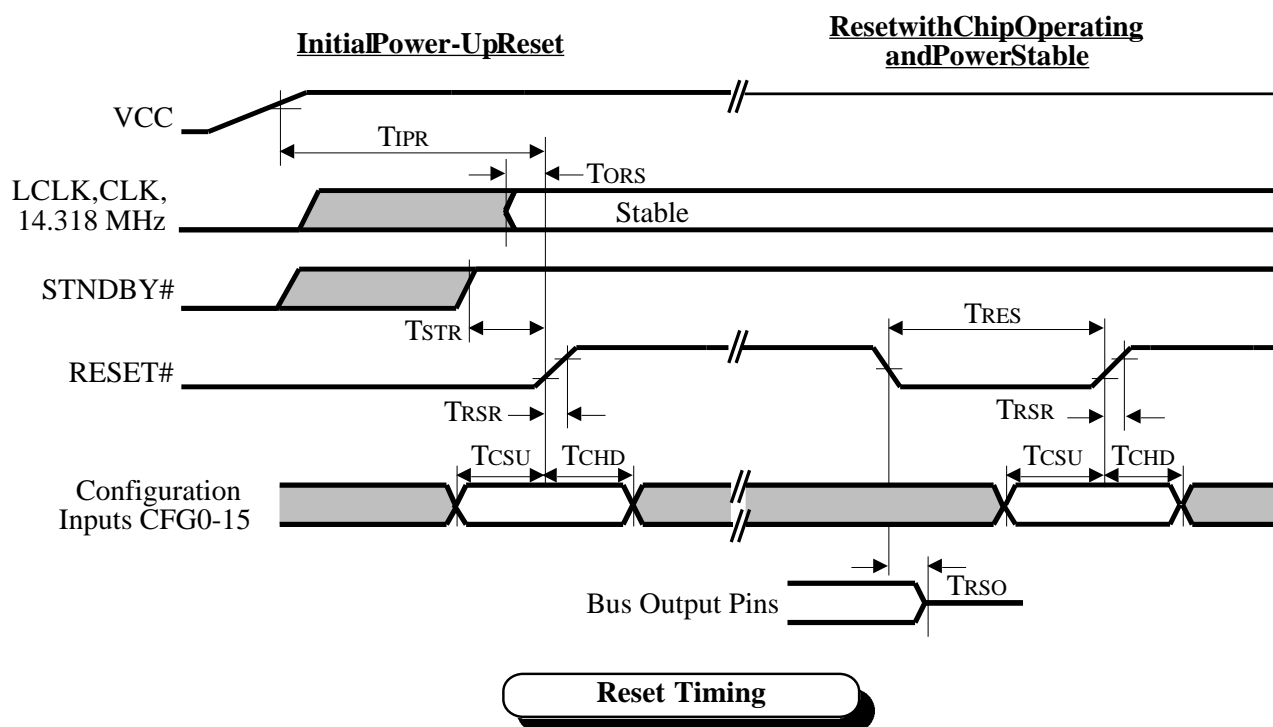 InitialPower-UpReset
ResetwithChipOperating
andPowerStable
VCC
TIPR
TORS
LCLK,CLK,
14.318 MHz
Stable
STNDBY#
TSTR
TRES
RESET#
TRSR
TRSR
TCSU
TCHD
TCSU
TCHD
Configuration
Inputs CFG0-15
TRSO
Bus Output Pins
Reset Timing